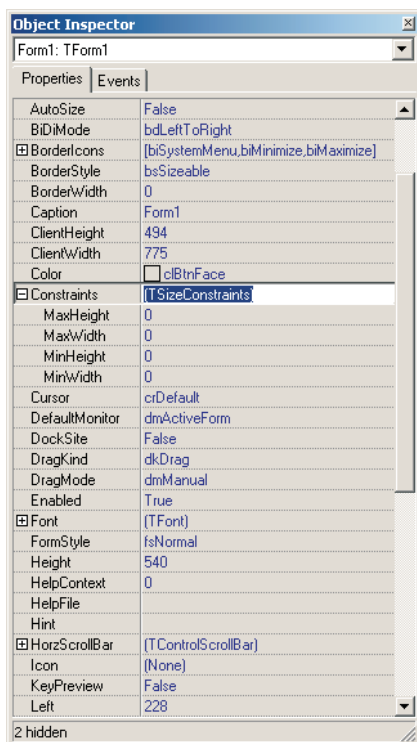 Object Inspector
Form1: TForm1
Properties Events
AutoSize False
BiDiMode bdLeftToRight
BorderIcons [biSystemMenu,biMinimize,biMaximize]
BorderStyle bsSizeable
BorderWidth 0
Caption Form1
ClientHeight 494
ClientWidth 775
Color clBtnFace
Constraints (TSizeConstraints)
MaxHeight 0
MaxWidth 0
MinHeight 0
MinWidth 0
Cursor crDefault
DefaultMonitor dmActiveForm
DockSite False
DragKind dkDrag
DragMode dmManual
Enabled True
Font (TFont)
FormStyle fsNormal
Height 540
HelpContext 0
HelpFile
Hint
HorzScrollBar (TControlScrollBar)
Icon (None)
KeyPreview False
Left 228
2 hidden